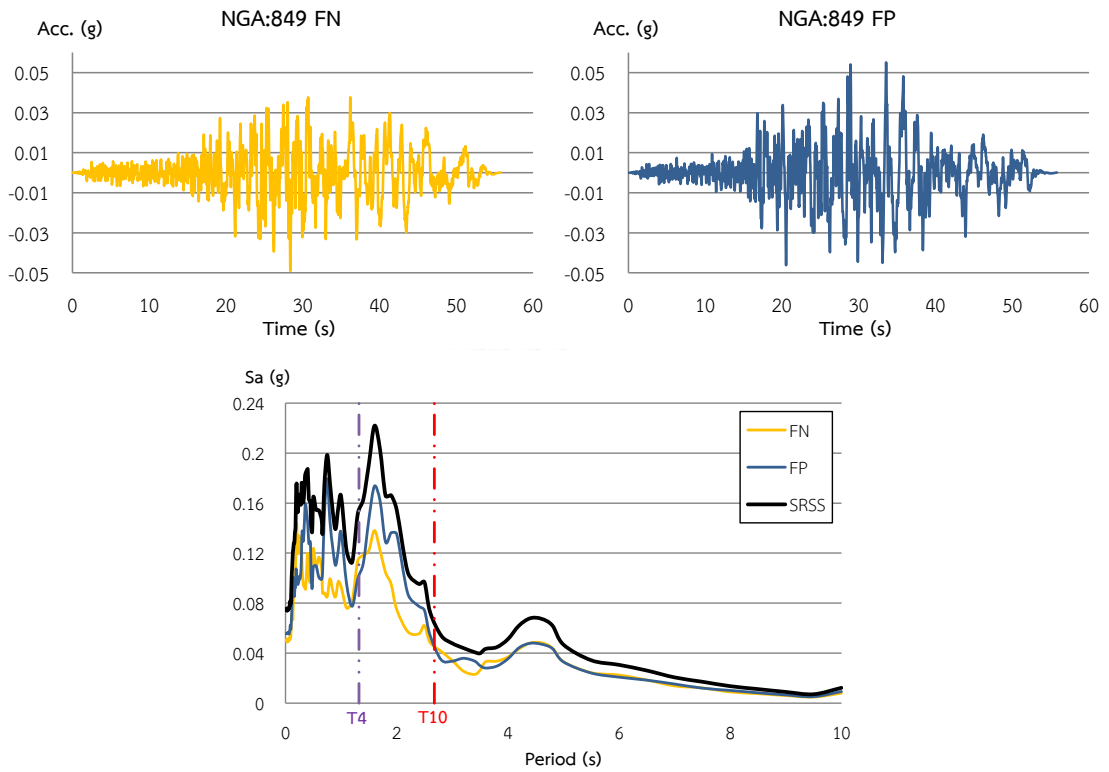 NGA:849 FN
Acc. (g)
0.05
0.03
0.01
-0.01
-0.03
-0.05
0 10 20 30 40 50 60
Time (s)
NGA:849 FP
Acc. (g)
0.05
0.03
0.01
-0.01
-0.03
-0.05
0 10 20 30 40 50 60
Time (s)
Sa (g)
0.24
0.2
0.16
0.12
0.08
0.04
0
FN
FP
SRSS
T4 T10
0 2 4 6 8 10
Period (s)